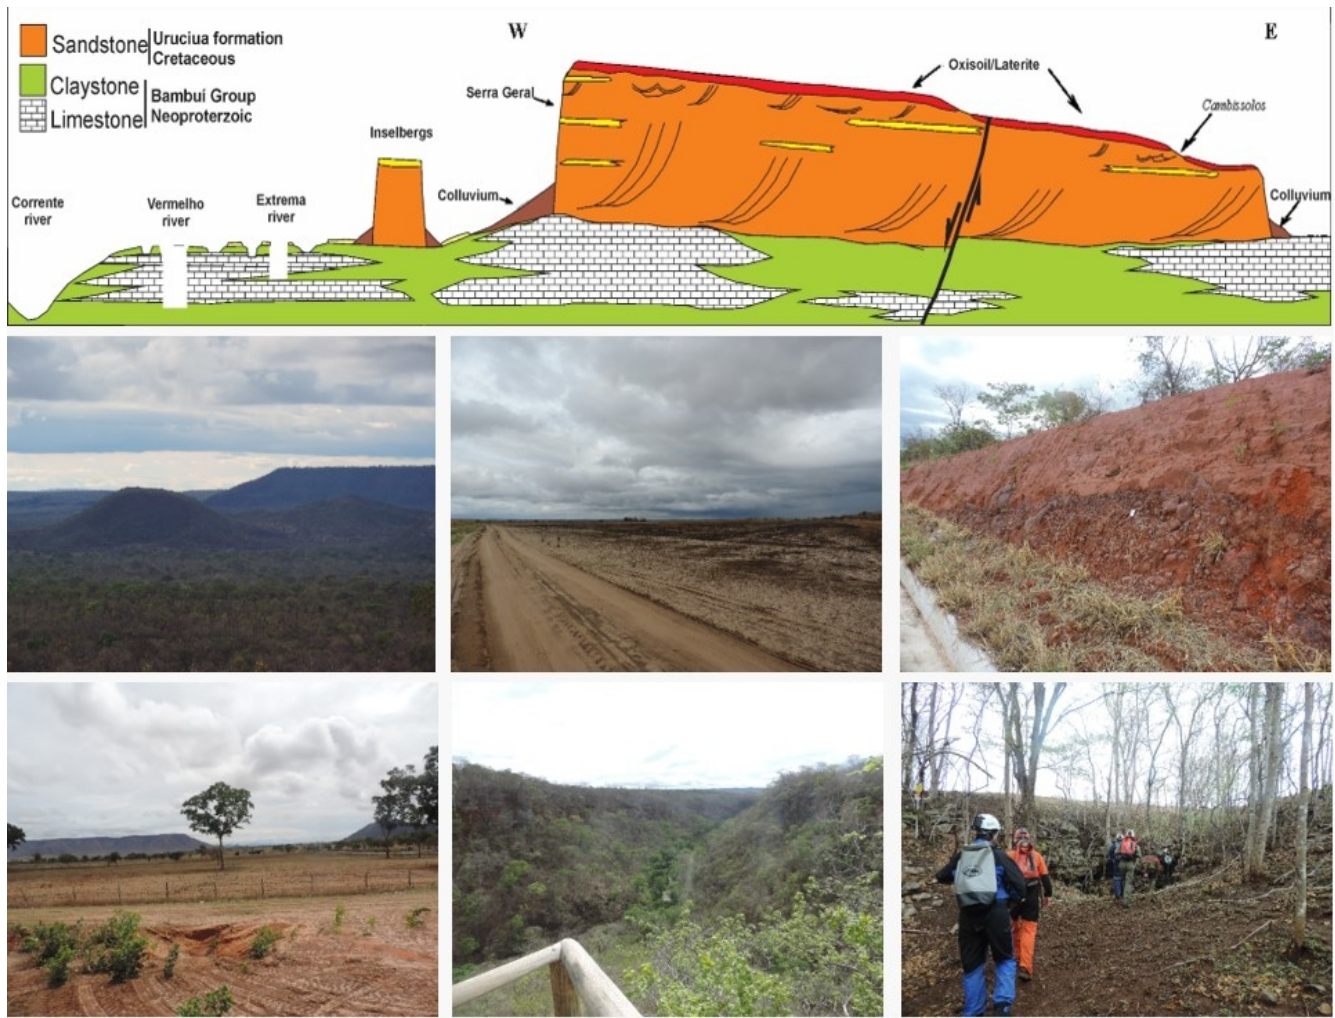 Sandstone
Uruciua formation
Cretaceous
Claystone
Limestone
Bambuí Group
Neoproterzoic
W
E
Oxisoil/Laterite
Serra Geral
Cambissolos
Inselbergs
Colluvium
Colluvium
Corrente
river
Vermelho
river
Extrema
river